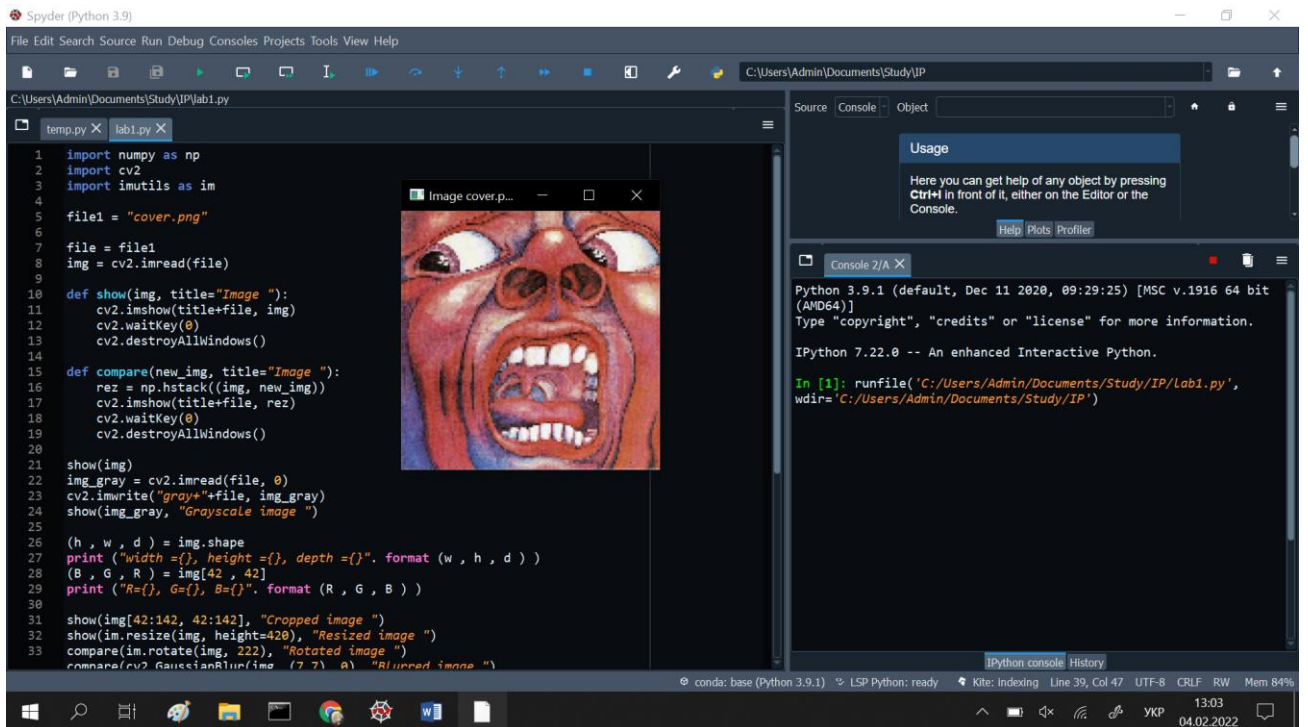 Spyder (Python 3.9)
File Edit Search Source Run Debug Consoles Projects Tools View Help
C:\Users\Admin\Documents\Study\IP
C:\Users\Admin\Documents\Study\IP\lab1.py
temp.py lab1.py
1 import numpy as np
2 import cv2
3 import imutils as im
4
5 file1 = "cover.png"
6
7 file = file1
8 img = cv2.imread(file)
9
10 def show(img, title="Image "):
11 cv2.imshow(title+file, img)
12 cv2.waitKey(0)
13 cv2.destroyAllWindows()
14
15 def compare(new_img, title="Image "):
16 rez = np.hstack((img, new_img))
17 cv2.imshow(title+file, rez)
18 cv2.waitKey(0)
19 cv2.destroyAllWindows()
20
21 show(img)
22 img_gray = cv2.imread(file, 0)
23 cv2.imwrite("gray+"+file, img_gray)
24 show(img_gray, "Grayscale image ")
25
26 (h , w , d ) = img.shape
27 print ("width ={}, height ={}, depth ={}". format (w , h , d ) )
28 (B , G , R ) = img[42 , 42]
29 print ("R={}, G={}, B={}". format (R , G , B ) )
30
31 show(img[42:142, 42:142], "Cropped image ")
32 show(im.resize(img, height=420), "Resized image ")
33 compare(im.rotate(img, 222), "Rotated image ")
compare(cv2.GaussianBlur(img, (7,7), 0), "Blurred image ")
Image cover.p...
Source Console Object
Usage
Here you can get help of any object by pressing
Ctrl+I in front of it, either on the Editor or the
Console.
Help Plots Profiler
Console 2/A
Python 3.9.1 (default, Dec 11 2020, 09:29:25) [MSC v.1916 64 bit
(AMD64)]
Type "copyright", "credits" or "license" for more information.
IPython 7.22.0 -- An enhanced Interactive Python.
In [1]: runfile('C:/Users/Admin/Documents/Study/IP/lab1.py',
wdir='C:/Users/Admin/Documents/Study/IP')
IPython console History
conda: base (Python 3.9.1) LSP Python: ready Kite: indexing Line 39, Col 47 UTF-8 CRLF RW Mem 84%
УКР 13:03
04.02.2022